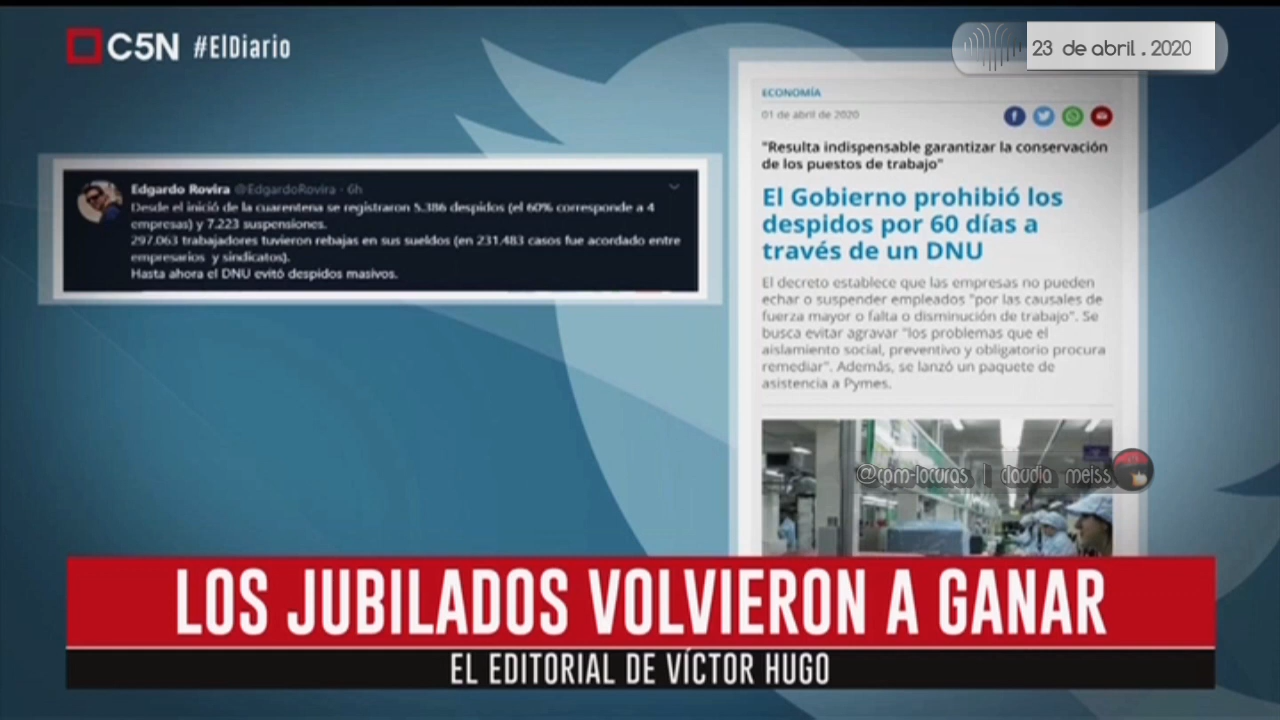 C5N #ElDiario
23 de abril . 2020
Edgardo Rovira @EdgardoRovira · 6h
Desde el inició de la cuarentena se registraron 5.386 despidos (el 60% corresponde a 4
empresas) y 7.223 suspensiones.
297.063 trabajadores tuvieron rebajas en sus sueldos (en 231.483 casos fue acordado entre
empresarios y sindicatos).
Hasta ahora el DNU evitó despidos masivos.
ECONOMÍA
01 de abril de 2020
"Resulta indispensable garantizar la conservación
de los puestos de trabajo"
El Gobierno prohibió los
despidos por 60 días a
través de un DNU
El decreto establece que las empresas no pueden
echar o suspender empleados "por las causales de
fuerza mayor o falta o disminución de trabajo". Se
busca evitar agravar "los problemas que el
aislamiento social, preventivo y obligatorio procura
remediar". Además, se lanzó un paquete de
asistencia a Pymes.
@cpm-locuras | claudia meiss
LOS JUBILADOS VOLVIERON A GANAR
EL EDITORIAL DE VÍCTOR HUGO